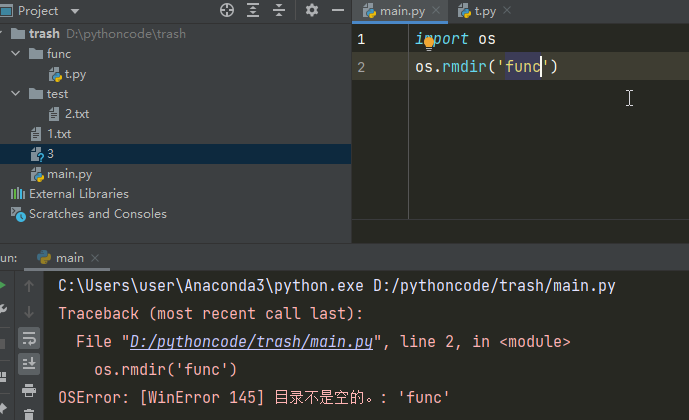 Project
trash D:\pythoncode\trash
func
t.py
test
2.txt
1.txt
3
main.py
External Libraries
Scratches and Consoles
main.py
t.py
1 import os
2 os.rmdir('func')
un: main
C:\Users\user\Anaconda3\python.exe D:/pythoncode/trash/main.py
Traceback (most recent call last):
File "D:/pythoncode/trash/main.py", line 2, in <module>
os.rmdir('func')
OSError: [WinError 145] 目录不是空的。: 'func'